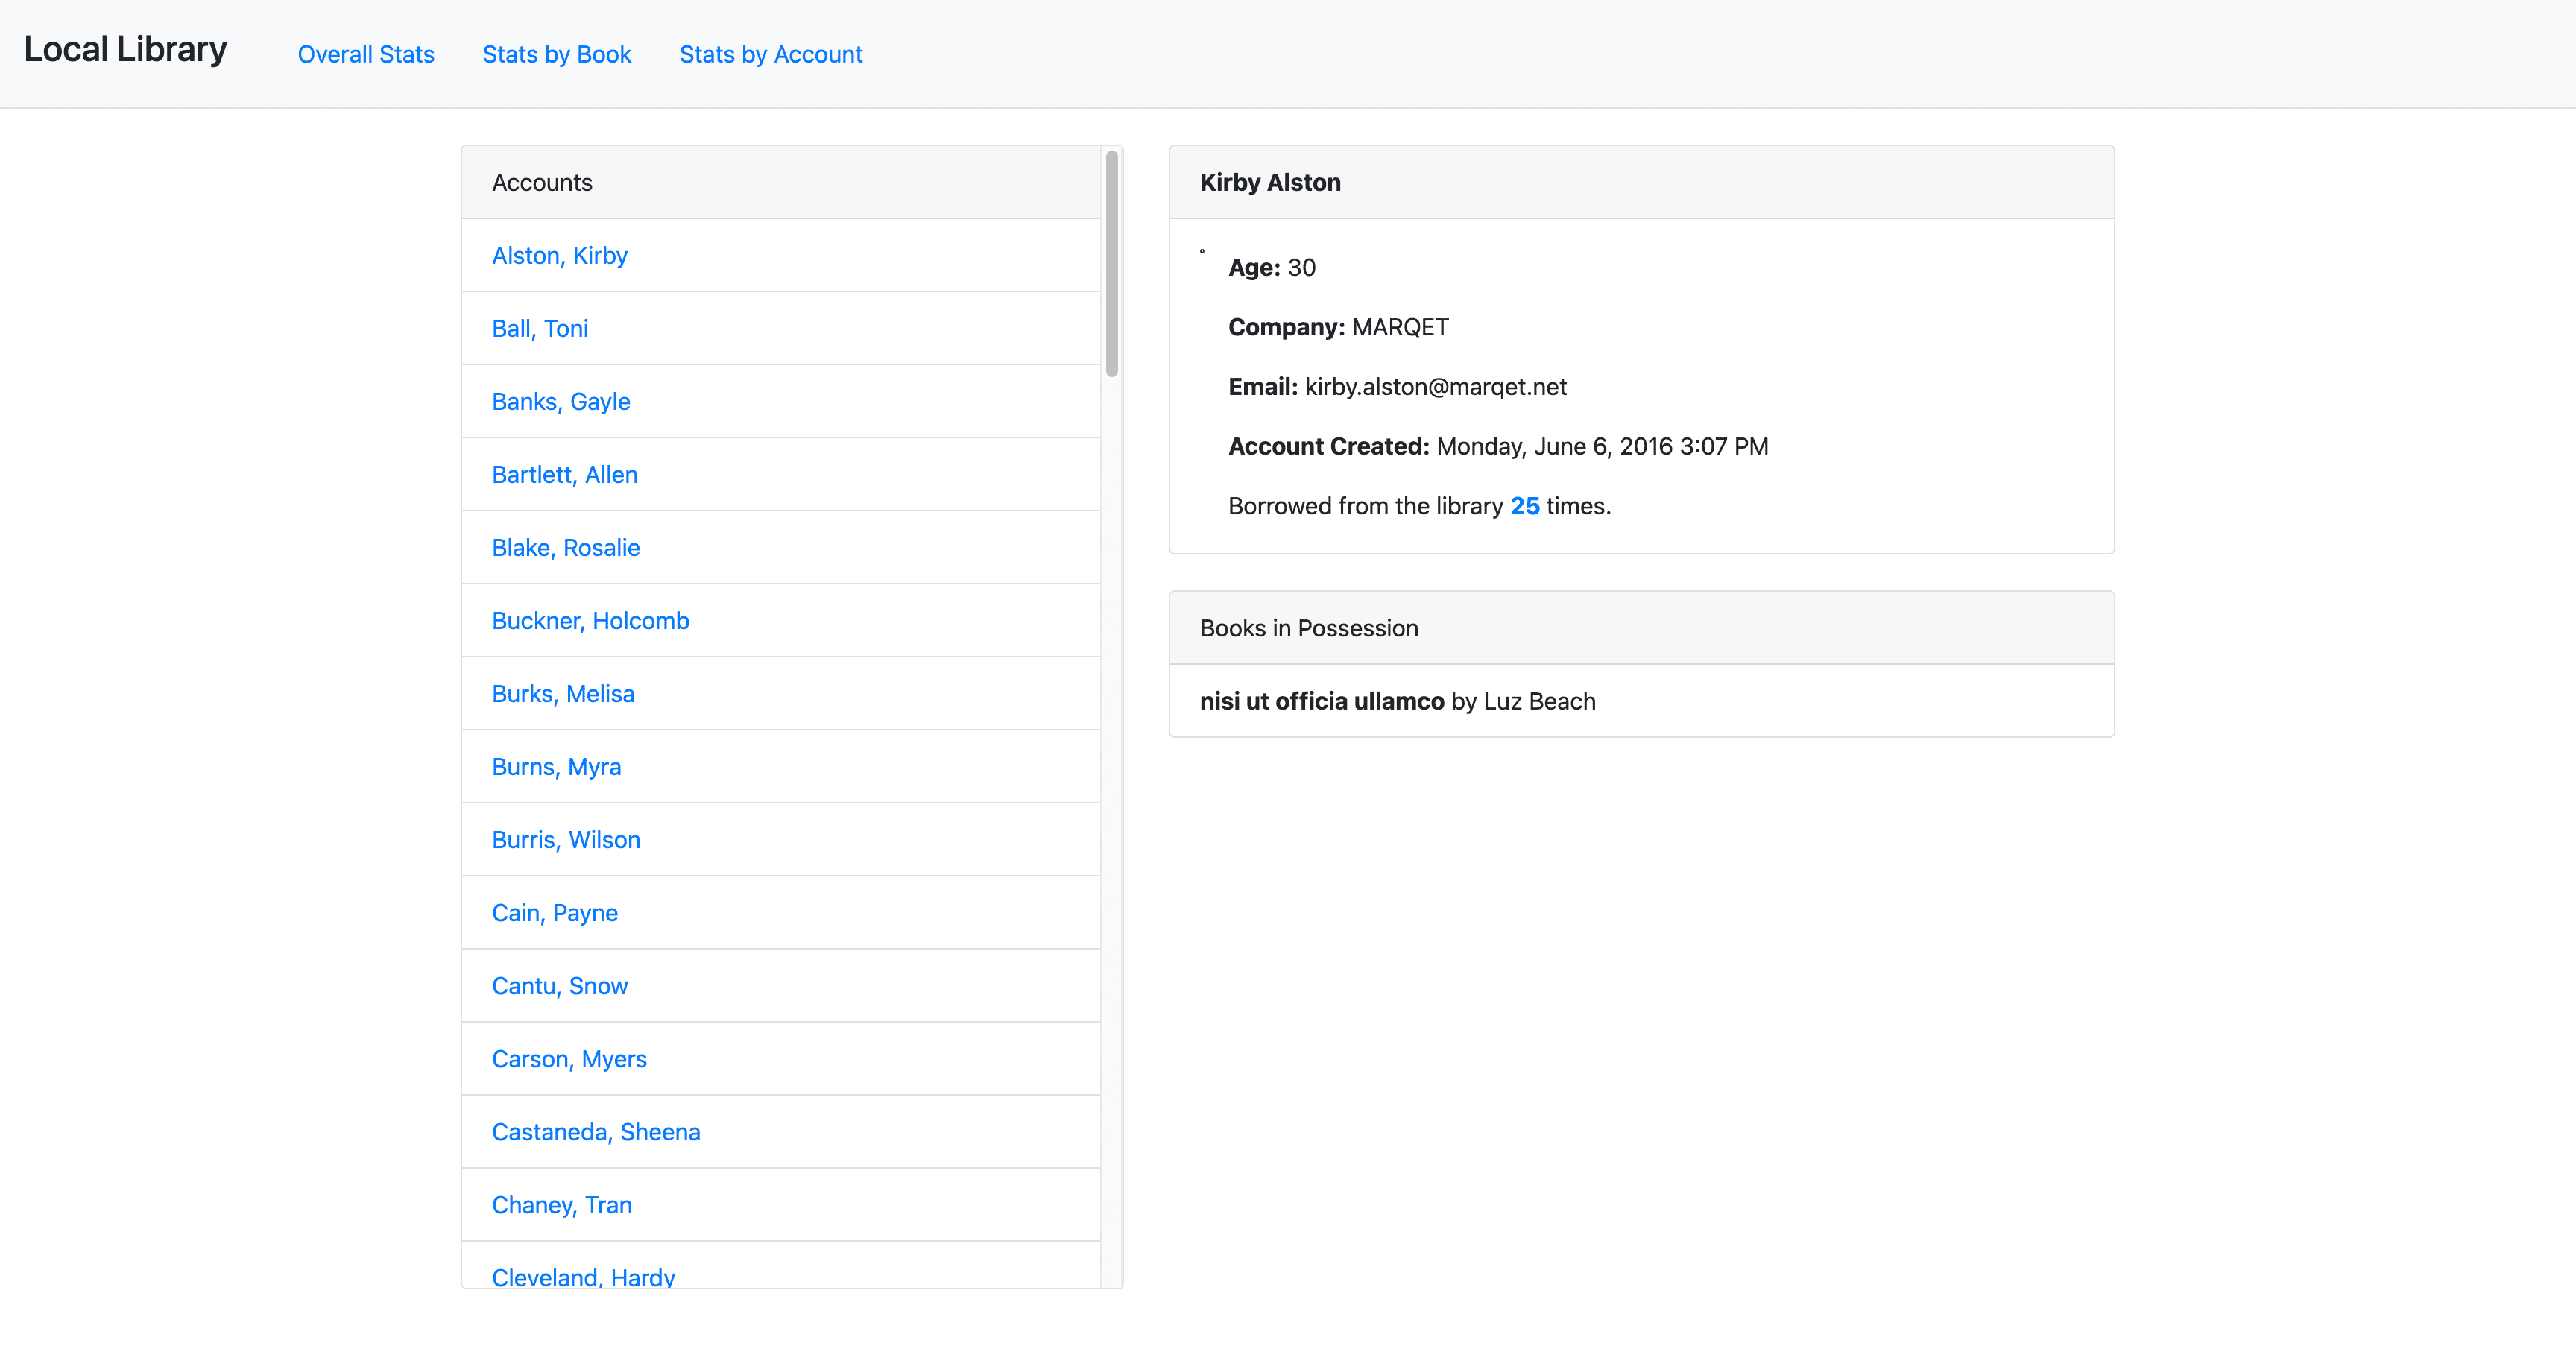 Local Library
Overall Stats
Stats by Book
Stats by Account
Accounts
Alston, Kirby
Ball, Toni
Banks, Gayle
Bartlett, Allen
Blake, Rosalie
Buckner, Holcomb
Burks, Melisa
Burns, Myra
Burris, Wilson
Cain, Payne
Cantu, Snow
Carson, Myers
Castaneda, Sheena
Chaney, Tran
Cleveland, Hardy
Kirby Alston
Age: 30
Company: MARQET
Email: kirby.alston@marqet.net
Account Created: Monday, June 6, 2016 3:07 PM
Borrowed from the library 25 times.
Books in Possession
nisi ut officia ullamco by Luz Beach